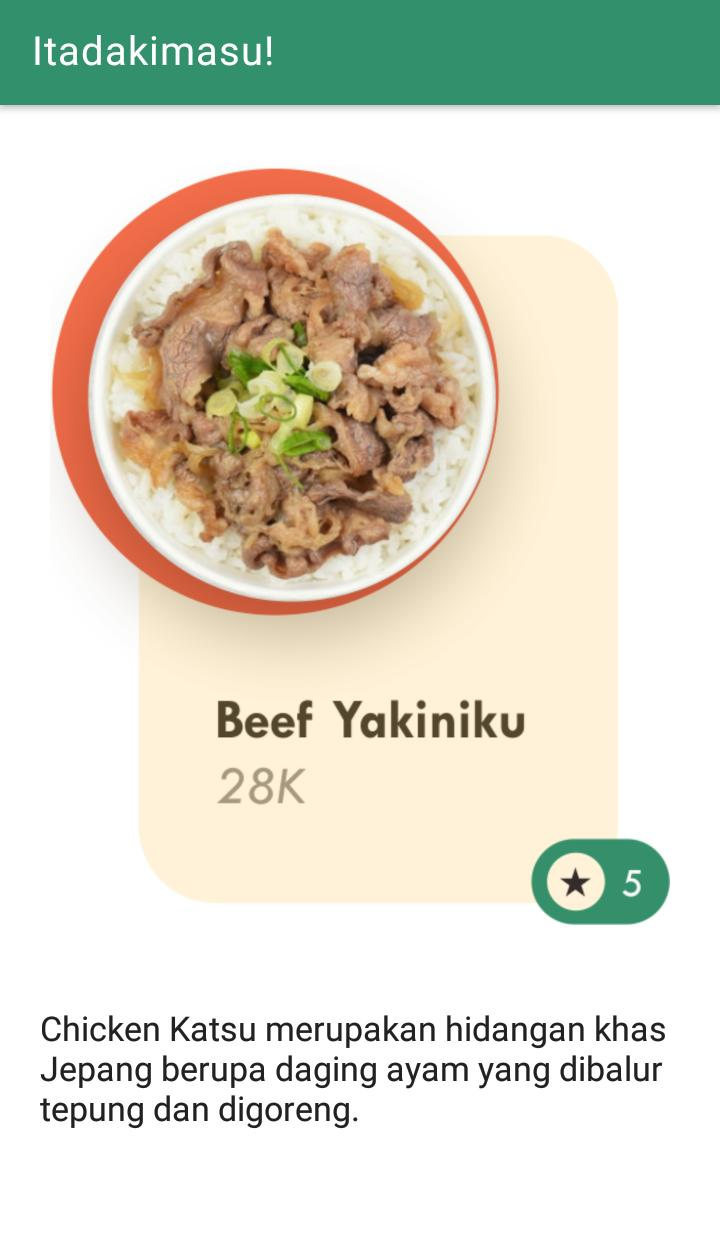 Itadakimasu!
Beef Yakiniku
28K
★ 5
Chicken Katsu merupakan hidangan khas
Jepang berupa daging ayam yang dibalur
tepung dan digoreng.